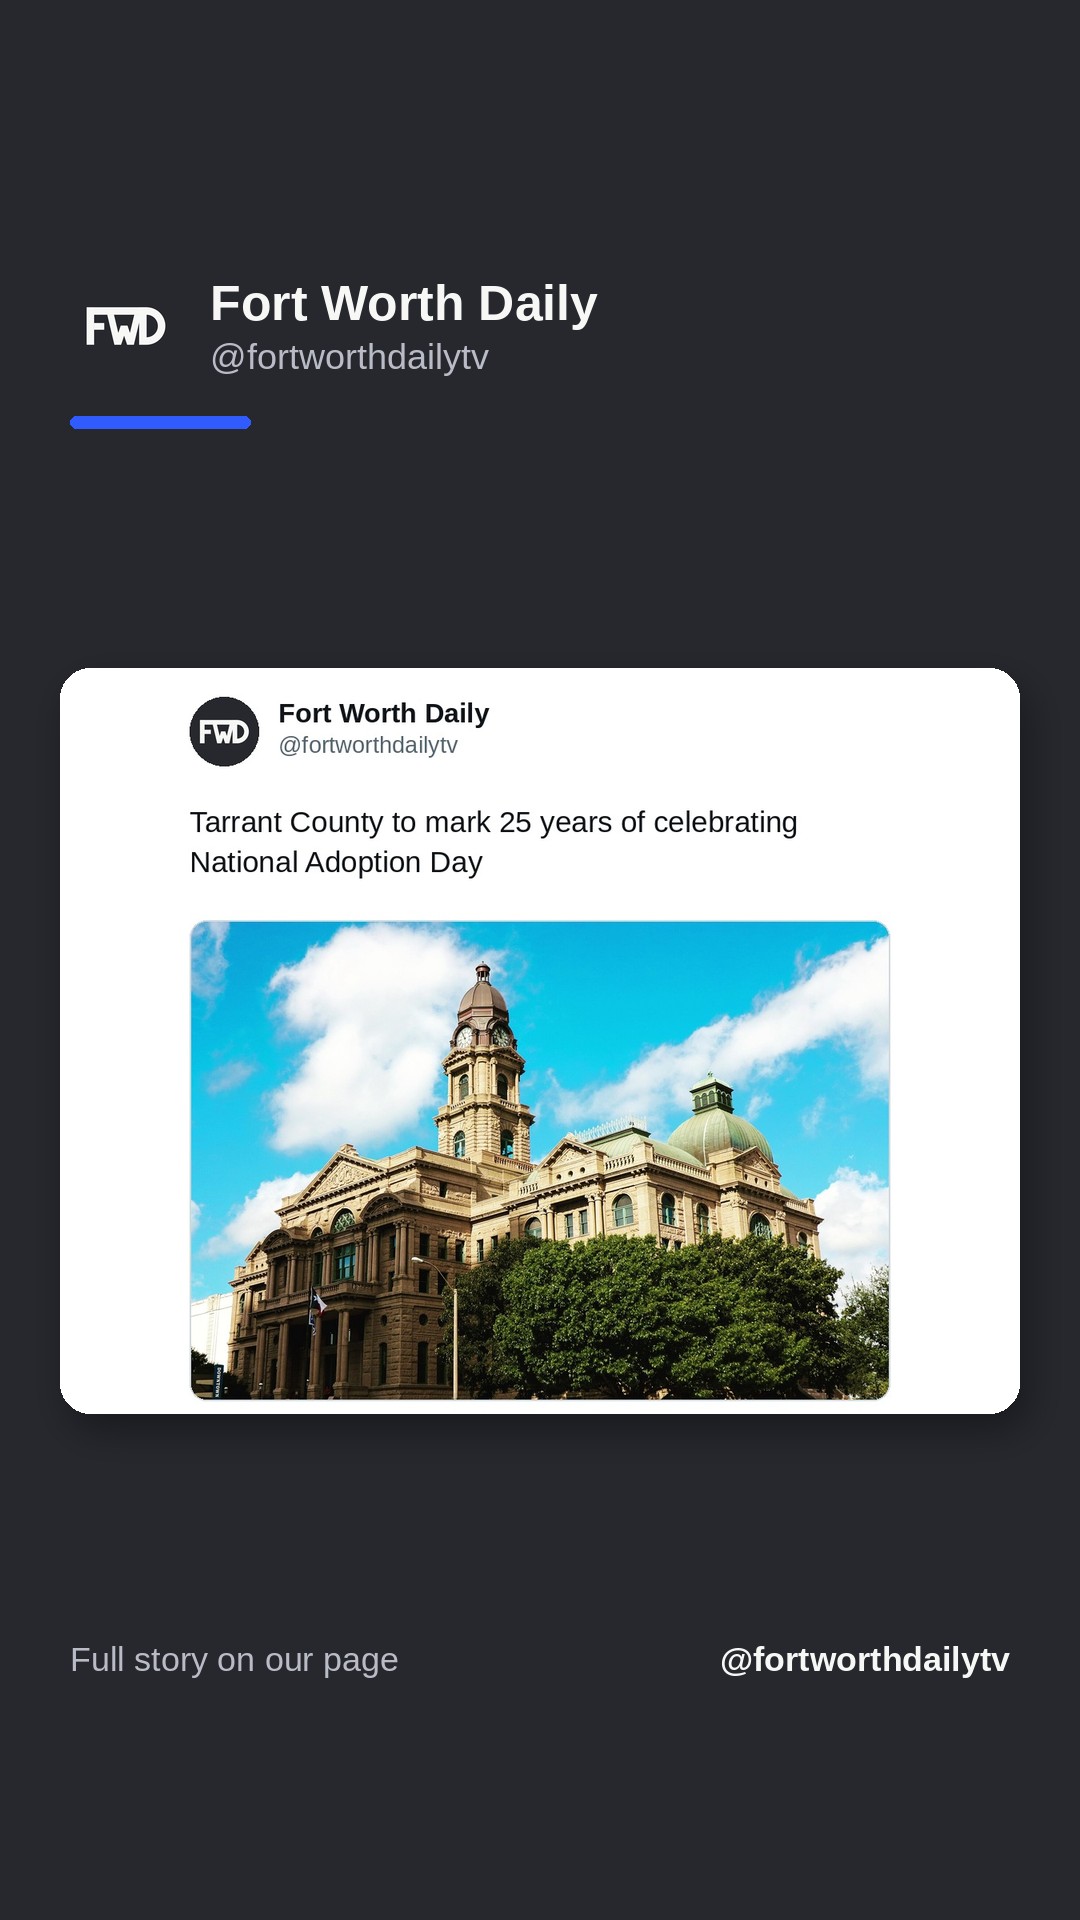 FWD
Fort Worth Daily
@fortworthdailytv
FWD
Fort Worth Daily
@fortworthdailytv
Tarrant County to mark 25 years of celebrating
National Adoption Day
DOWNTOWN
Full story on our page
@fortworthdailytv